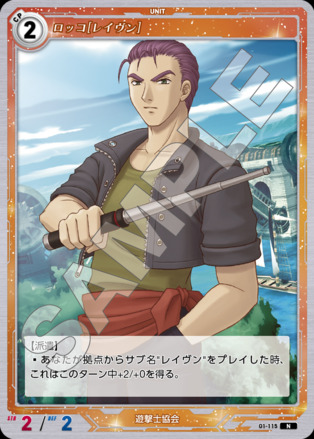 UNIT
CP
2
ロッコ[レイヴン]
SAMPLE
【派遣】
・あなたが拠点からサブ名"レイヴン"をプレイした時、
これはこのターン中+2/+0を得る。
STR 2 / DEF 2
遊撃士協会
01-115 N